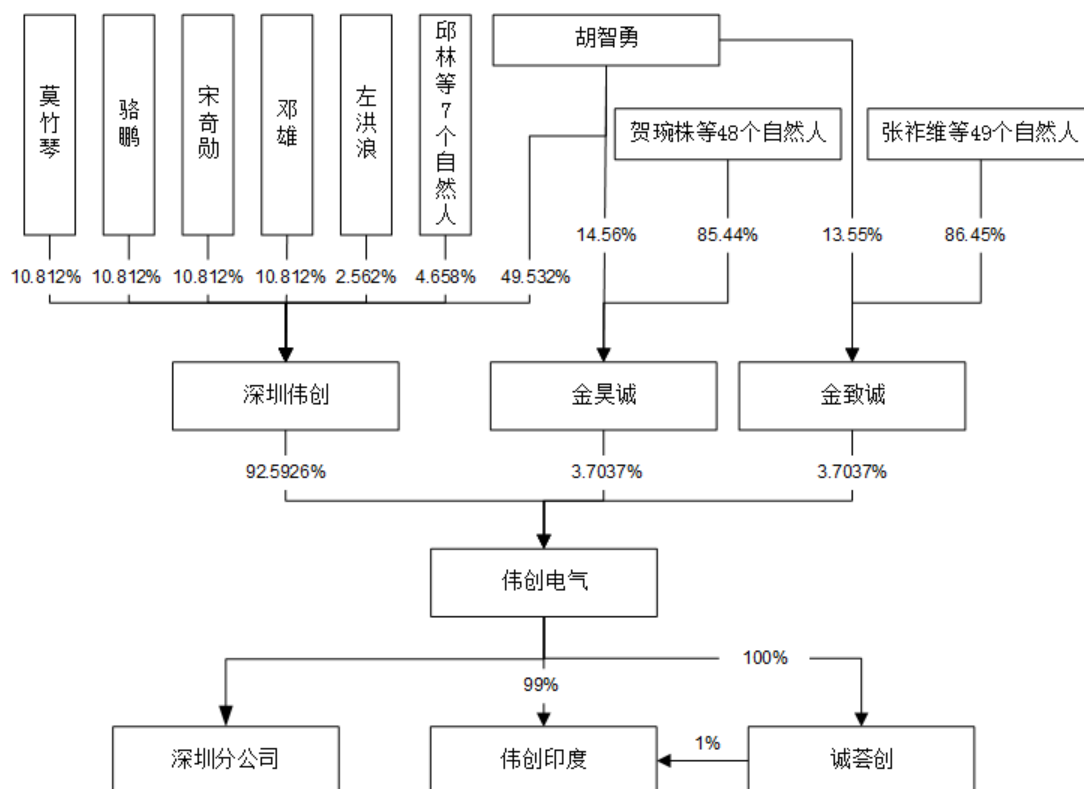 莫竹琴
骆鹏
宋奇勋
邓雄
左洪浪
邱林等7个自然人
胡智勇
贺琬株等48个自然人
张祚维等49个自然人
14.56%
85.44%
13.55%
86.45%
10.812%
10.812%
10.812%
10.812%
2.562%
4.658%
49.532%
深圳伟创
金昊诚
金致诚
92.5926%
3.7037%
3.7037%
伟创电气
100%
99%
深圳分公司
伟创印度
1%
诚荟创